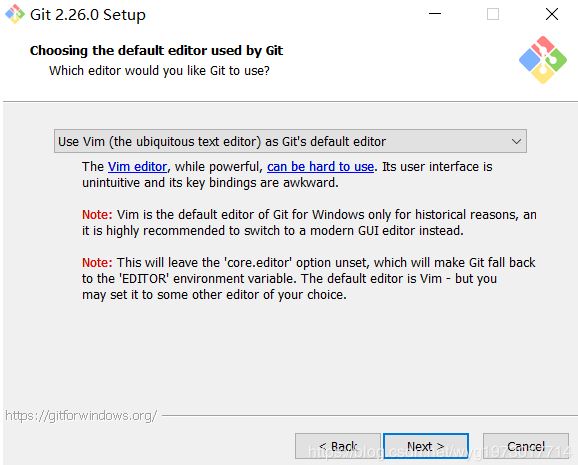 Git 2.26.0 Setup
Choosing the default editor used by Git
Which editor would you like Git to use?
Use Vim (the ubiquitous text editor) as Git's default editor
The Vim editor, while powerful, can be hard to use. Its user interface is
unintuitive and its key bindings are awkward.
Note: Vim is the default editor of Git for Windows only for historical reasons, an
it is highly recommended to switch to a modern GUI editor instead.
Note: This will leave the 'core.editor' option unset, which will make Git fall back
to the 'EDITOR' environment variable. The default editor is Vim - but you
may set it to some other editor of your choice.
https://gitforwindows.org/
< Back
Next >
Cancel